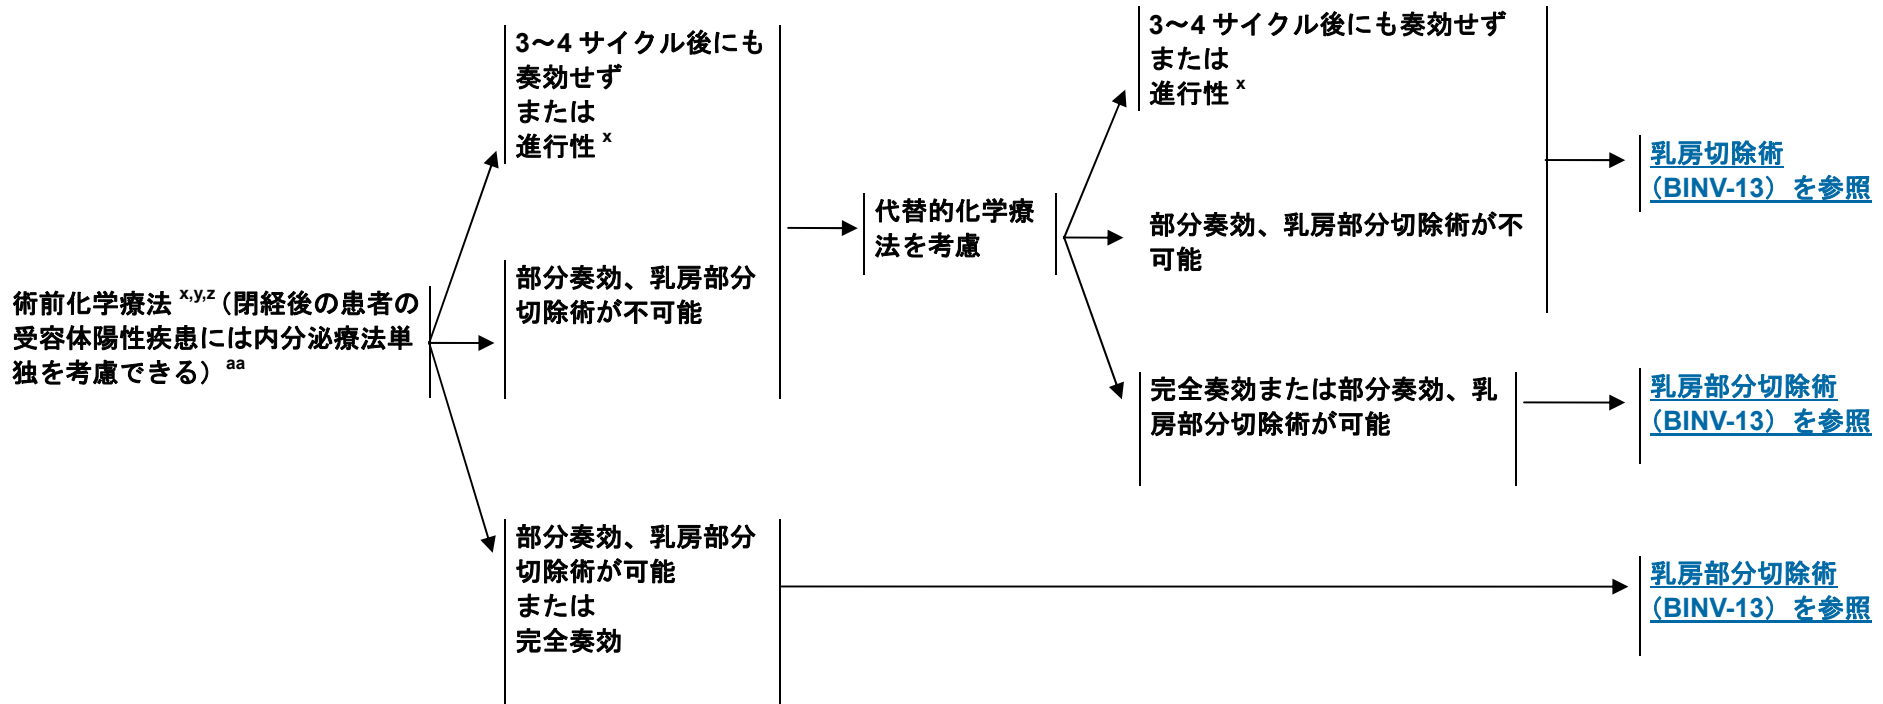 術前化学療法 x,y,z（閉経後の患者の
受容体陽性疾患には内分泌療法単
独を考慮できる）aa
3～4 サイクル後にも
奏効せず
または
進行性 x
部分奏効、乳房部分
切除術が不可能
部分奏効、乳房部分
切除術が可能
または
完全奏効
代替的化学療
法を考慮
3～4 サイクル後にも奏効せず
または
進行性 x
部分奏効、乳房部分切除術が不
可能
完全奏効または部分奏効、乳
房部分切除術が可能
乳房切除術
（BINV-13）を参照
乳房部分切除術
（BINV-13）を参照
乳房部分切除術
（BINV-13）を参照